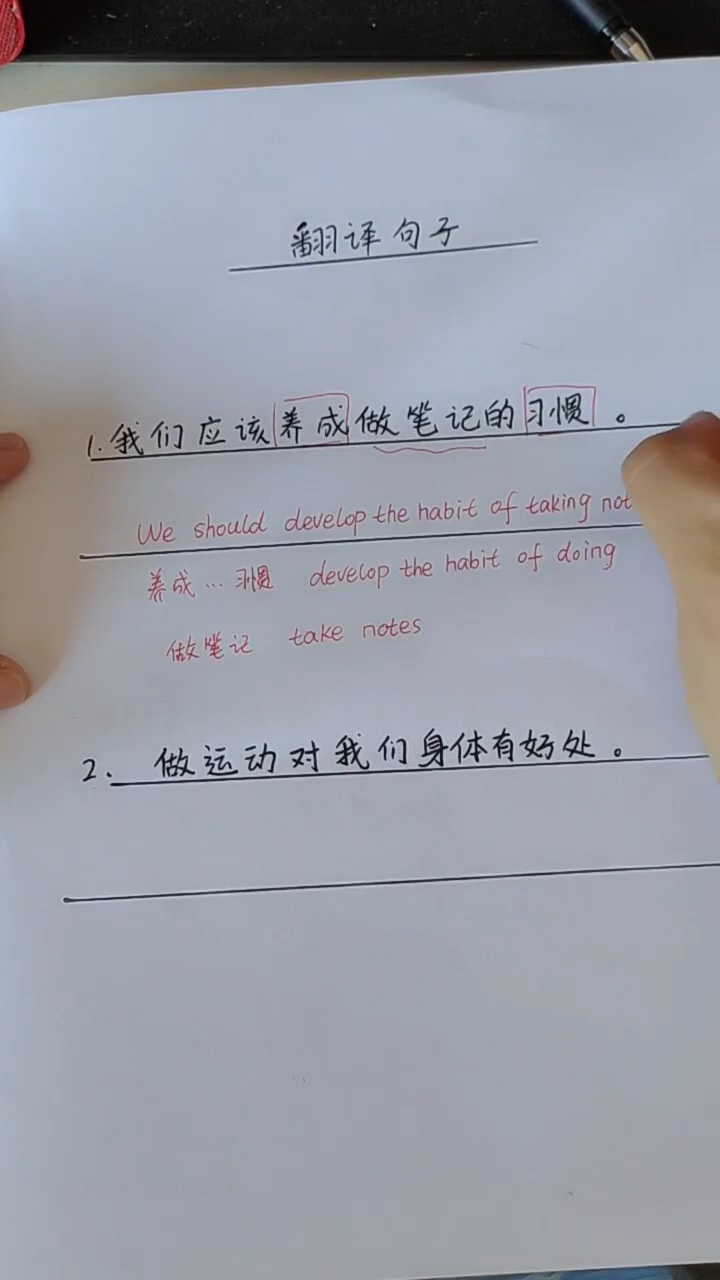 翻译句子
1. 我们应该养成做笔记的习惯。
We should develop the habit of taking not
养成…习惯 develop the habit of doing
做笔记 take notes
2. 做运动对我们身体有好处。